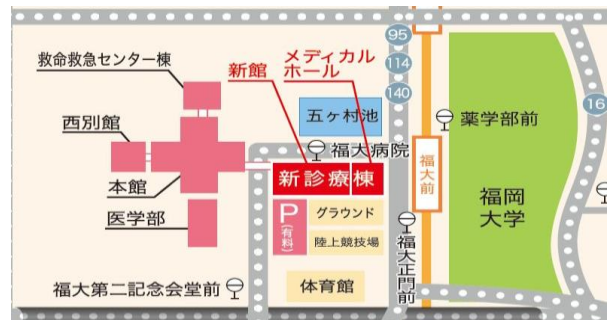 救命救急センター棟
新館
メディカル
ホール
95
114
140
16
西別館
五ヶ村池
薬学部前
福大病院
本館
新診療棟
福大前
福岡
大学
医学部
P
(有料)
グラウンド
陸上競技場
福大正門前
体育館
福大第二記念会堂前